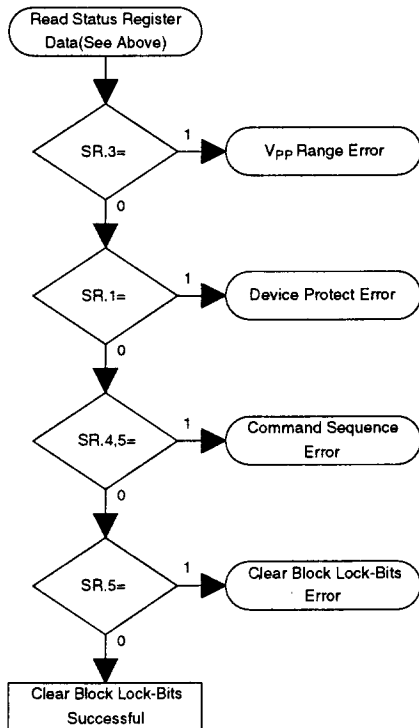 Read Status Register
Data(See Above)
SR.3=
1
VPP Range Error
0
SR.1=
1
Device Protect Error
0
SR.4,5=
1
Command Sequence
Error
0
SR.5=
1
Clear Block Lock-Bits
Error
0
Clear Block Lock-Bits
Successful